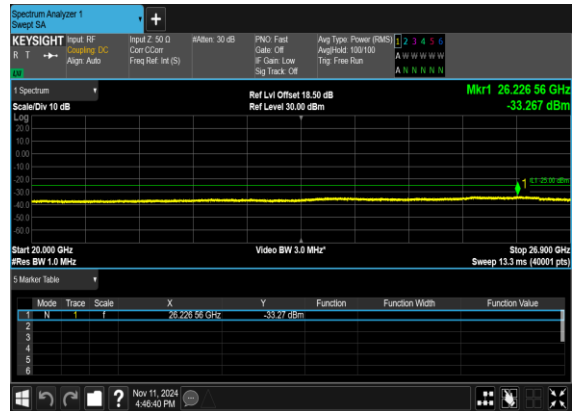 Spectrum Analyzer 1
Swept SA
+
KEYSIGHT Input: RF Input Z: 50 Ω #Atten: 30 dB PNO: Fast Avg Type: Power (RMS) 1 2 3 4 5 6
R T Coupling: DC Corr CCorr Gate: Off Avg|Hold: 100/100 A W W W W W
Align: Auto Freq Ref: Int (S) IF Gain: Low Trig: Free Run A N N N N N
Sig Track: Off
1 Spectrum Ref Lvl Offset 18.50 dB Mkr1 26.226 56 GHz
Scale/Div 10 dB Ref Level 30.00 dBm -33.267 dBm
Log
20.0
10.0
0.00
-10.0
-20.0
-30.0
-40.0
-50.0
-60.0
1 DL1 -25.00 dBm
Start 20.000 GHz Video BW 3.0 MHz* Stop 26.900 GHz
#Res BW 1.0 MHz Sweep 13.3 ms (40001 pts)
5 Marker Table
Mode Trace Scale X Y Function Function Width Function Value
1 N 1 f 26.226 56 GHz -33.27 dBm
2
3
4
5
6
? Nov 11, 2024
4:46:40 PM